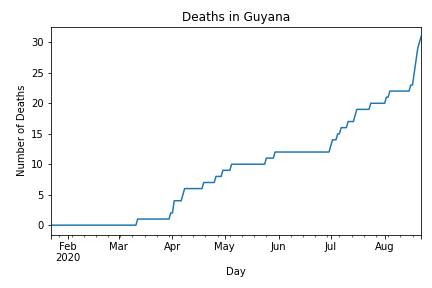 Deaths in Guyana
Number of Deaths
30
25
20
15
10
5
0
Feb
2020
Mar
Apr
May
Jun
Jul
Aug
Day